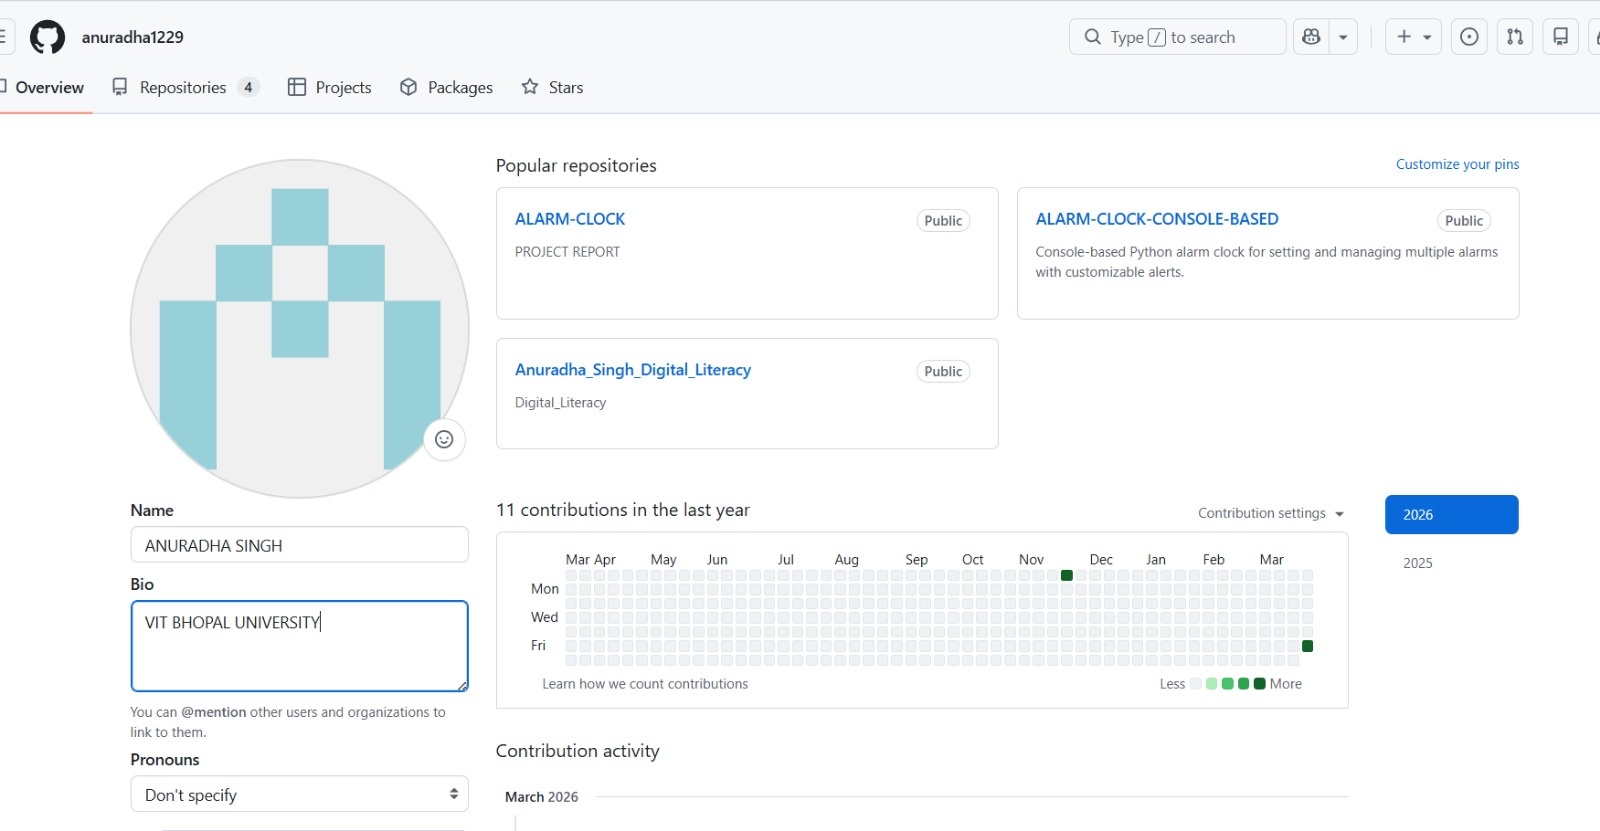 anuradha1229
Type / to search
Overview
Repositories 4
Projects
Packages
Stars
Popular repositories
Customize your pins
ALARM-CLOCK
Public
PROJECT REPORT
ALARM-CLOCK-CONSOLE-BASED
Public
Console-based Python alarm clock for setting and managing multiple alarms
with customizable alerts.
Anuradha_Singh_Digital_Literacy
Public
Digital_Literacy
Name
ANURADHA SINGH
Bio
VIT BHOPAL UNIVERSITY
You can @mention other users and organizations to
link to them.
Pronouns
Don't specify
11 contributions in the last year
Contribution settings
2026
2025
Mar Apr May Jun Jul Aug Sep Oct Nov Dec Jan Feb Mar
Mon
Wed
Fri
Learn how we count contributions
Less More
Contribution activity
March 2026